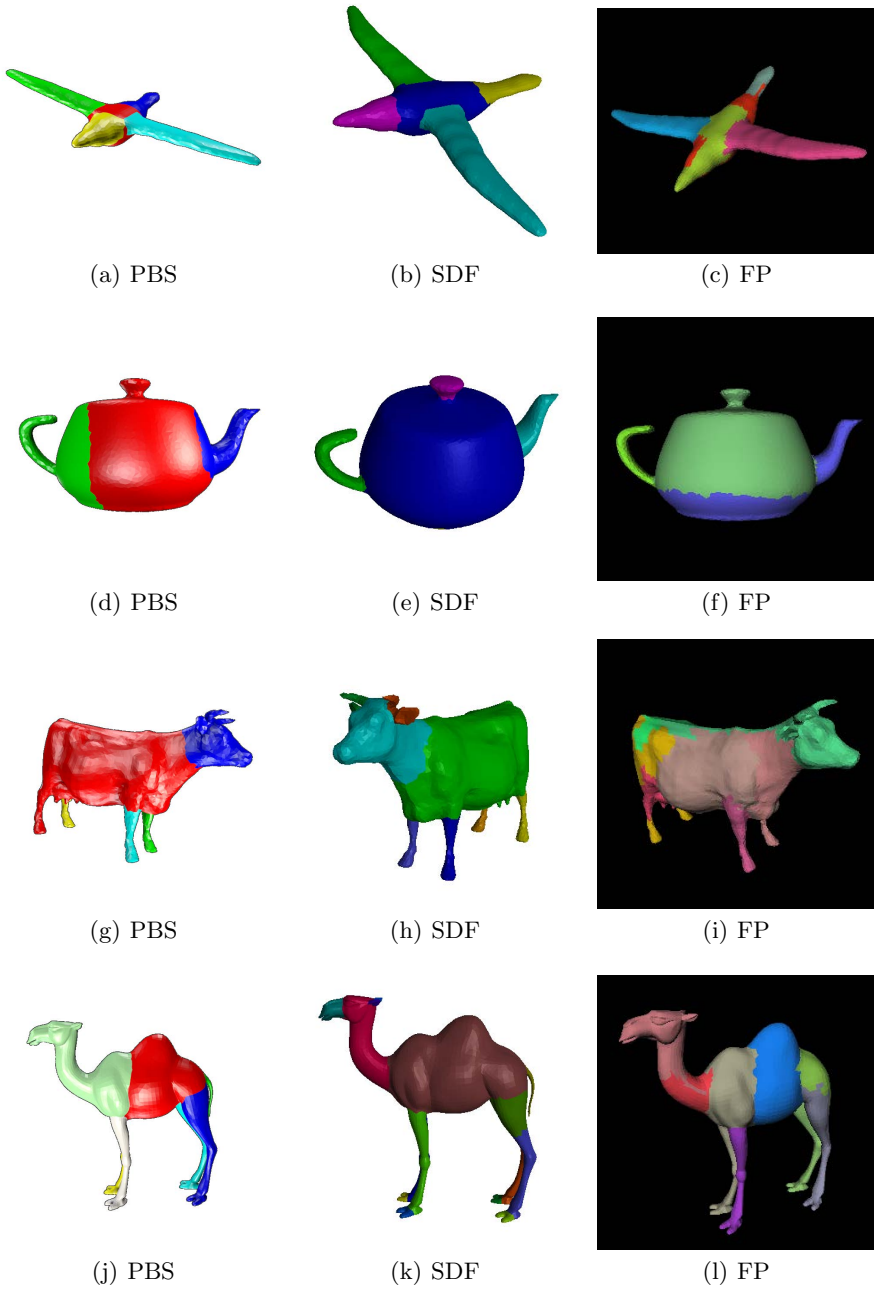 (a) PBS (b) SDF (c) FP
(d) PBS (e) SDF (f) FP
(g) PBS (h) SDF (i) FP
(j) PBS (k) SDF (l) FP